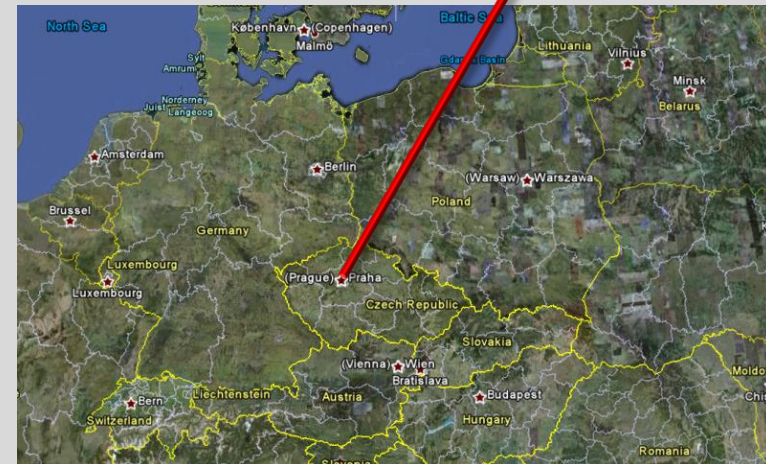 North Sea
København
(Copenhagen)
Malmö
Baltic Sea
Lithuania
Vilnius
Minsk
Belarus
Sylt
Amrum
Gdansk Basin
Norderney
Juist
Langeoog
Amsterdam
Berlin
(Warsaw)
Warszawa
Brussel
Poland
Germany
Luxembourg
Luxembourg
(Prague)
Praha
Czech Republic
Slovakia
(Vienna)
Wien
Bratislava
Bern
Liechtenstein
Austria
Budapest
Switzerland
Hungary
Romania